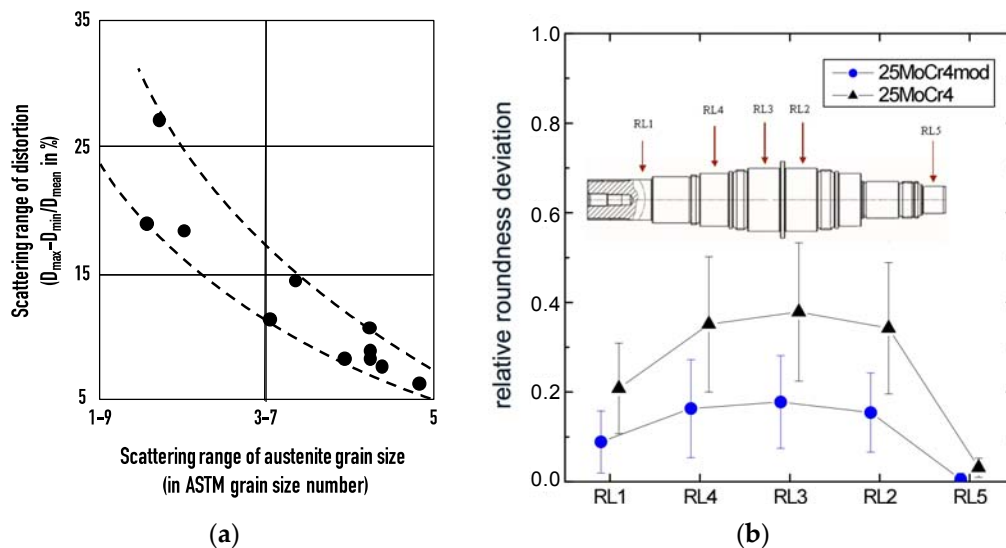 35
25
15
5
Scattering range of distortion
(Dmax–Dmin/Dmean in %)
1–9
3–7
5
Scattering range of austenite grain size
(in ASTM grain size number)
(a)
1.0
0.8
0.6
0.4
0.2
0.0
relative roundness deviation
25MoCr4mod
25MoCr4
RL1
RL4
RL3
RL2
RL5
RL1
RL4
RL3
RL2
RL5
(b)